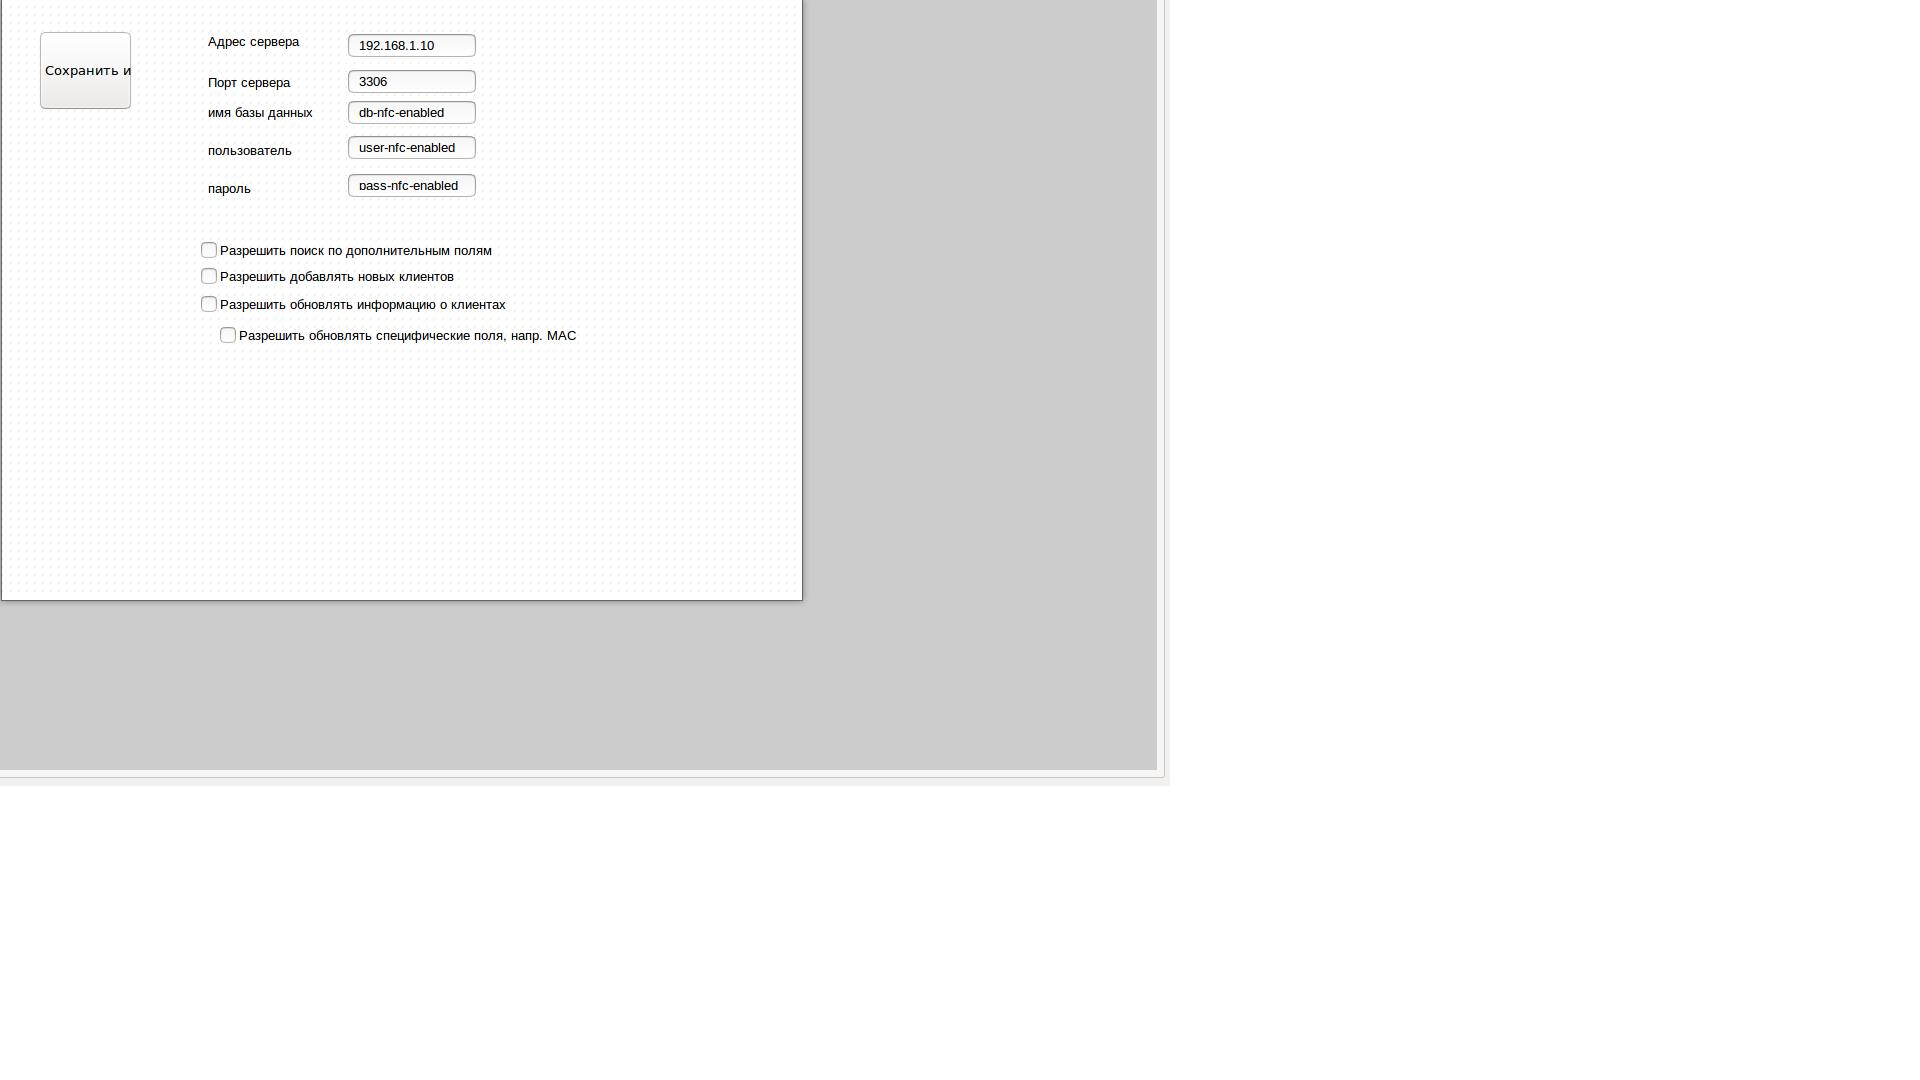 Сохранить и
Адрес сервера
192.168.1.10
Порт сервера
3306
имя базы данных
db-nfc-enabled
пользователь
user-nfc-enabled
пароль
pass-nfc-enabled
Разрешить поиск по дополнительным полям
Разрешить добавлять новых клиентов
Разрешить обновлять информацию о клиентах
Разрешить обновлять специфические поля, напр. MAC